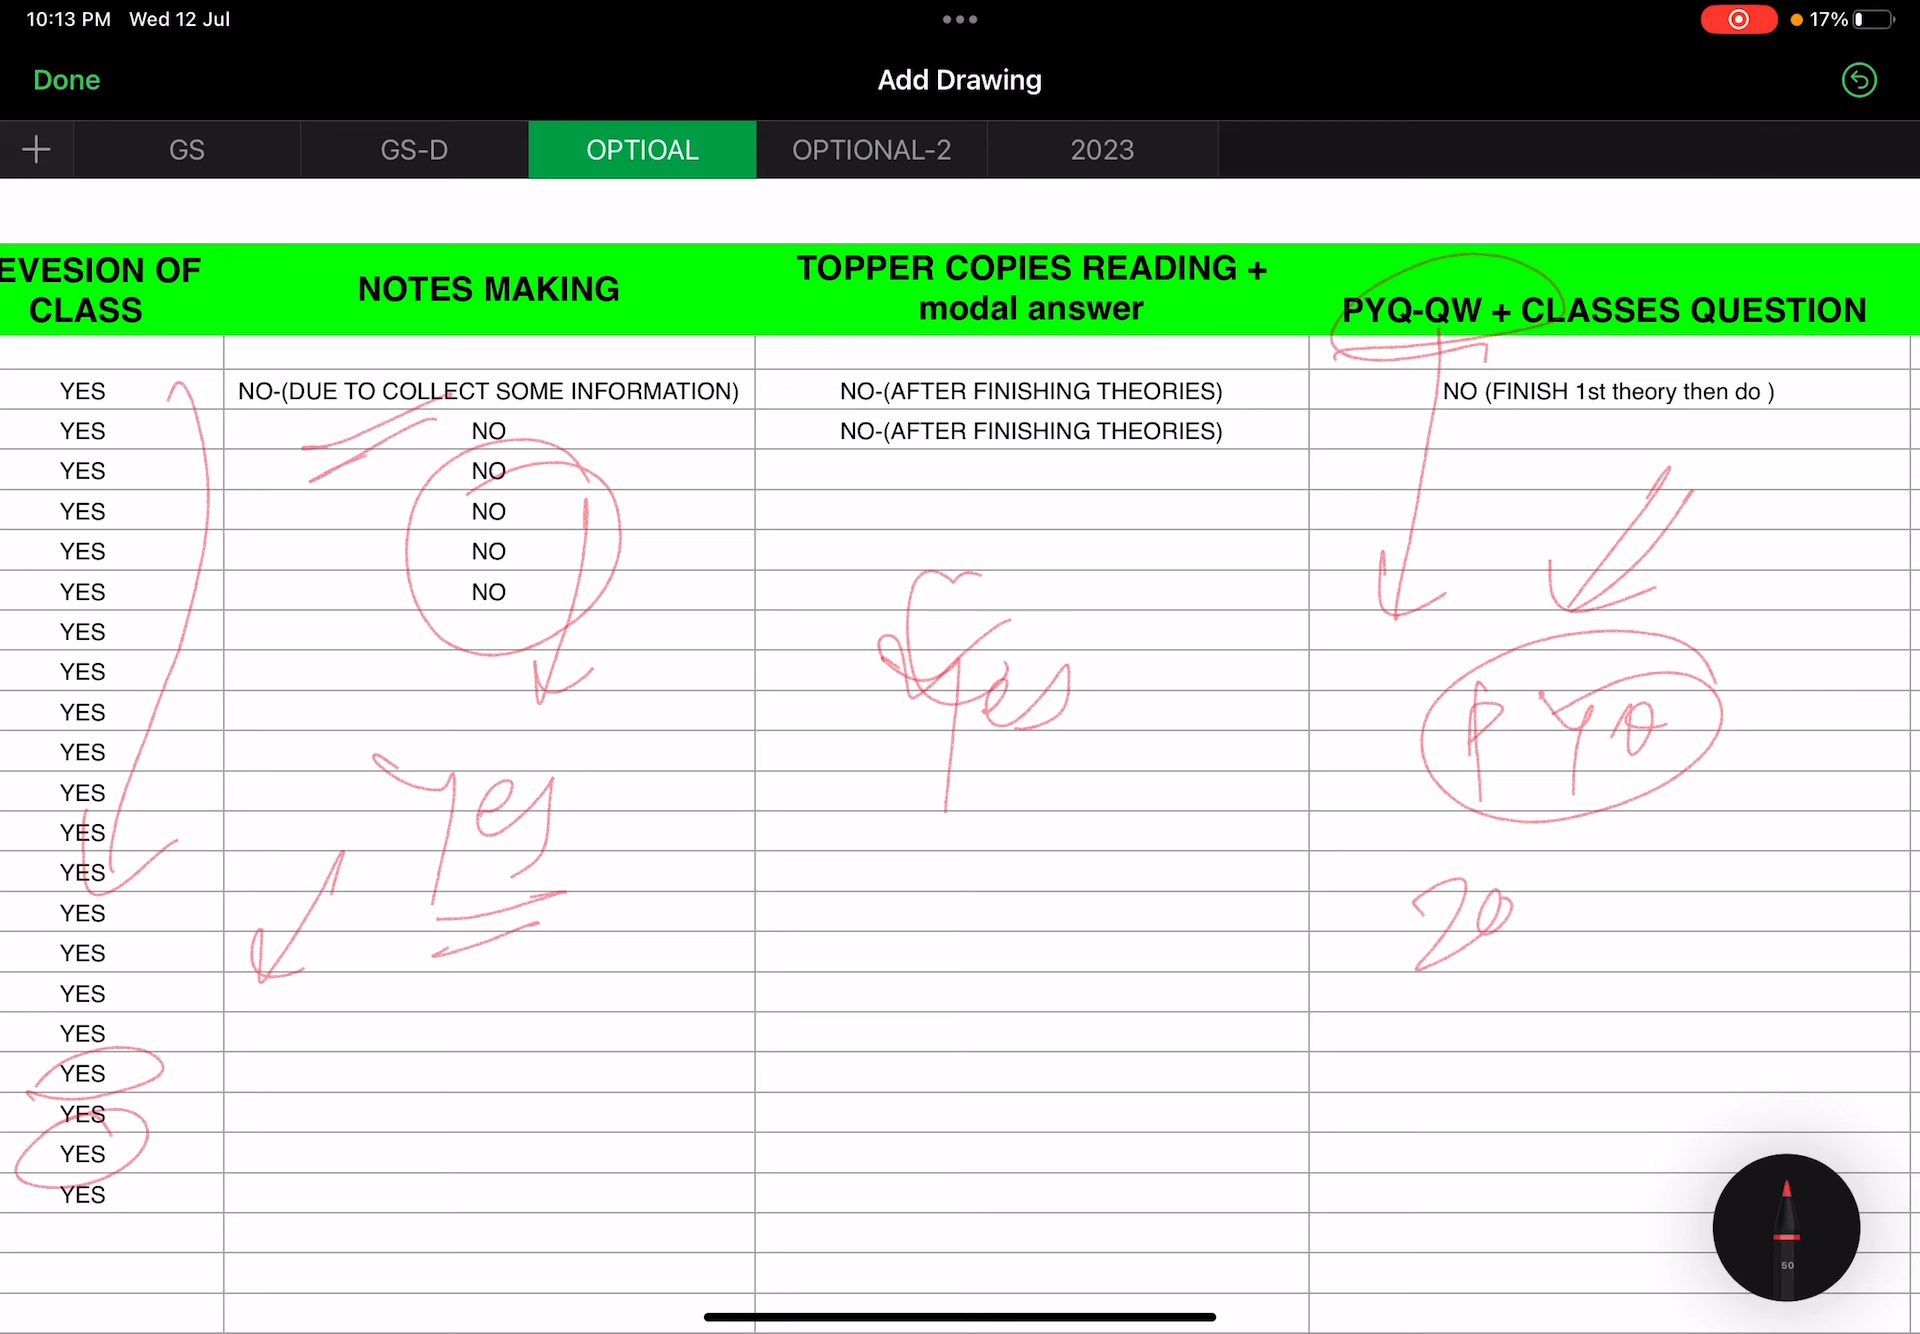 10:13 PM Wed 12 Jul 17%
Done Add Drawing
GS GS-D OPTIOAL OPTIONAL-2 2023
EVESION OF CLASS NOTES MAKING TOPPER COPIES READING + modal answer PYQ-QW + CLASSES QUESTION
YES NO-(DUE TO COLLECT SOME INFORMATION) NO-(AFTER FINISHING THEORIES) NO (FINISH 1st theory then do )
YES NO NO-(AFTER FINISHING THEORIES)
YES NO
YES NO
YES NO
YES NO
YES
YES
YES Yes PYQ
YES
YES Yes
YES
YES
YES 20
YES
YES
YES
YES
YES
YES
YES
50